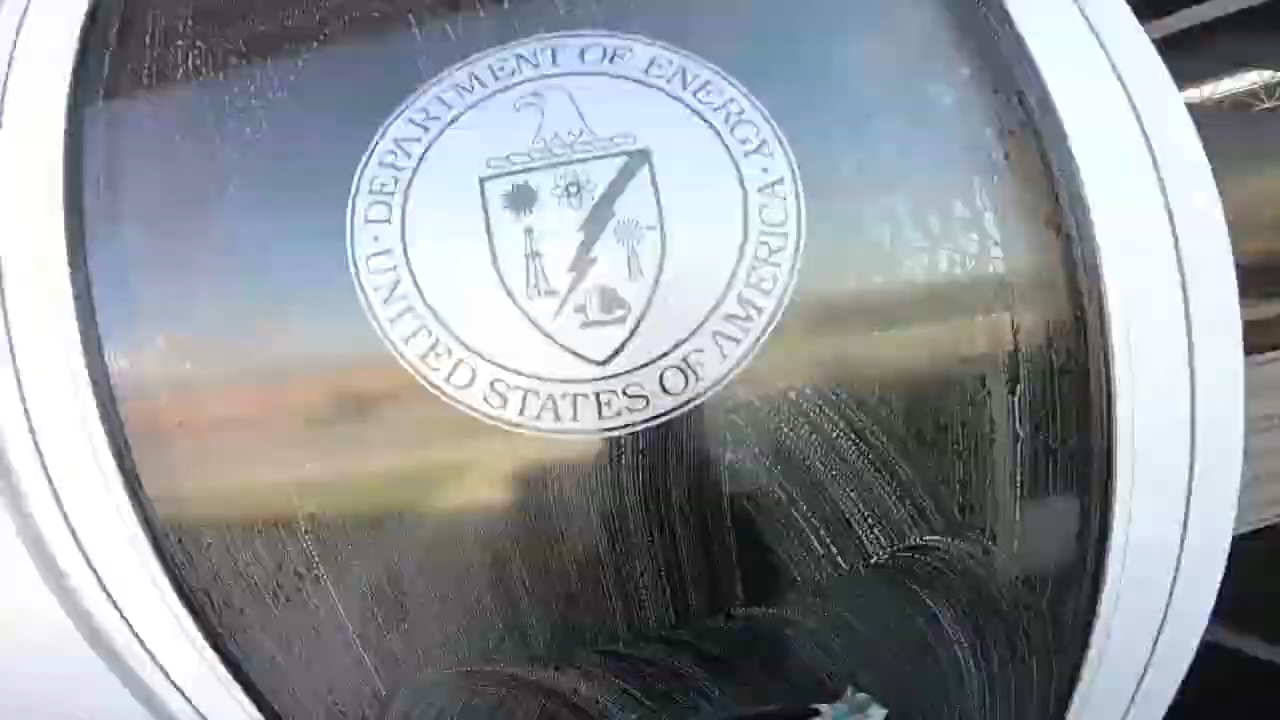 DEPARTMENT OF ENERGY
UNITED STATES OF AMERICA